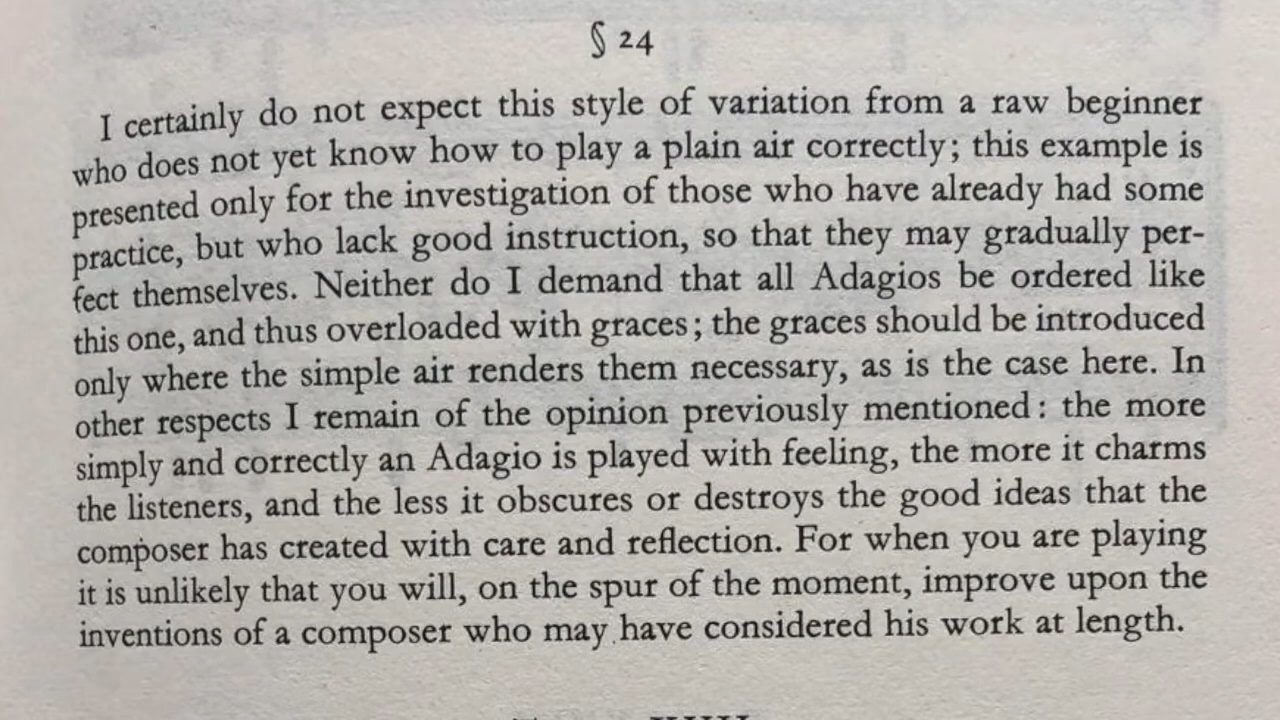 § 24
I certainly do not expect this style of variation from a raw beginner
who does not yet know how to play a plain air correctly; this example is
presented only for the investigation of those who have already had some
practice, but who lack good instruction, so that they may gradually per-
fect themselves. Neither do I demand that all Adagios be ordered like
this one, and thus overloaded with graces; the graces should be introduced
only where the simple air renders them necessary, as is the case here. In
other respects I remain of the opinion previously mentioned: the more
simply and correctly an Adagio is played with feeling, the more it charms
the listeners, and the less it obscures or destroys the good ideas that the
composer has created with care and reflection. For when you are playing
it is unlikely that you will, on the spur of the moment, improve upon the
inventions of a composer who may have considered his work at length.